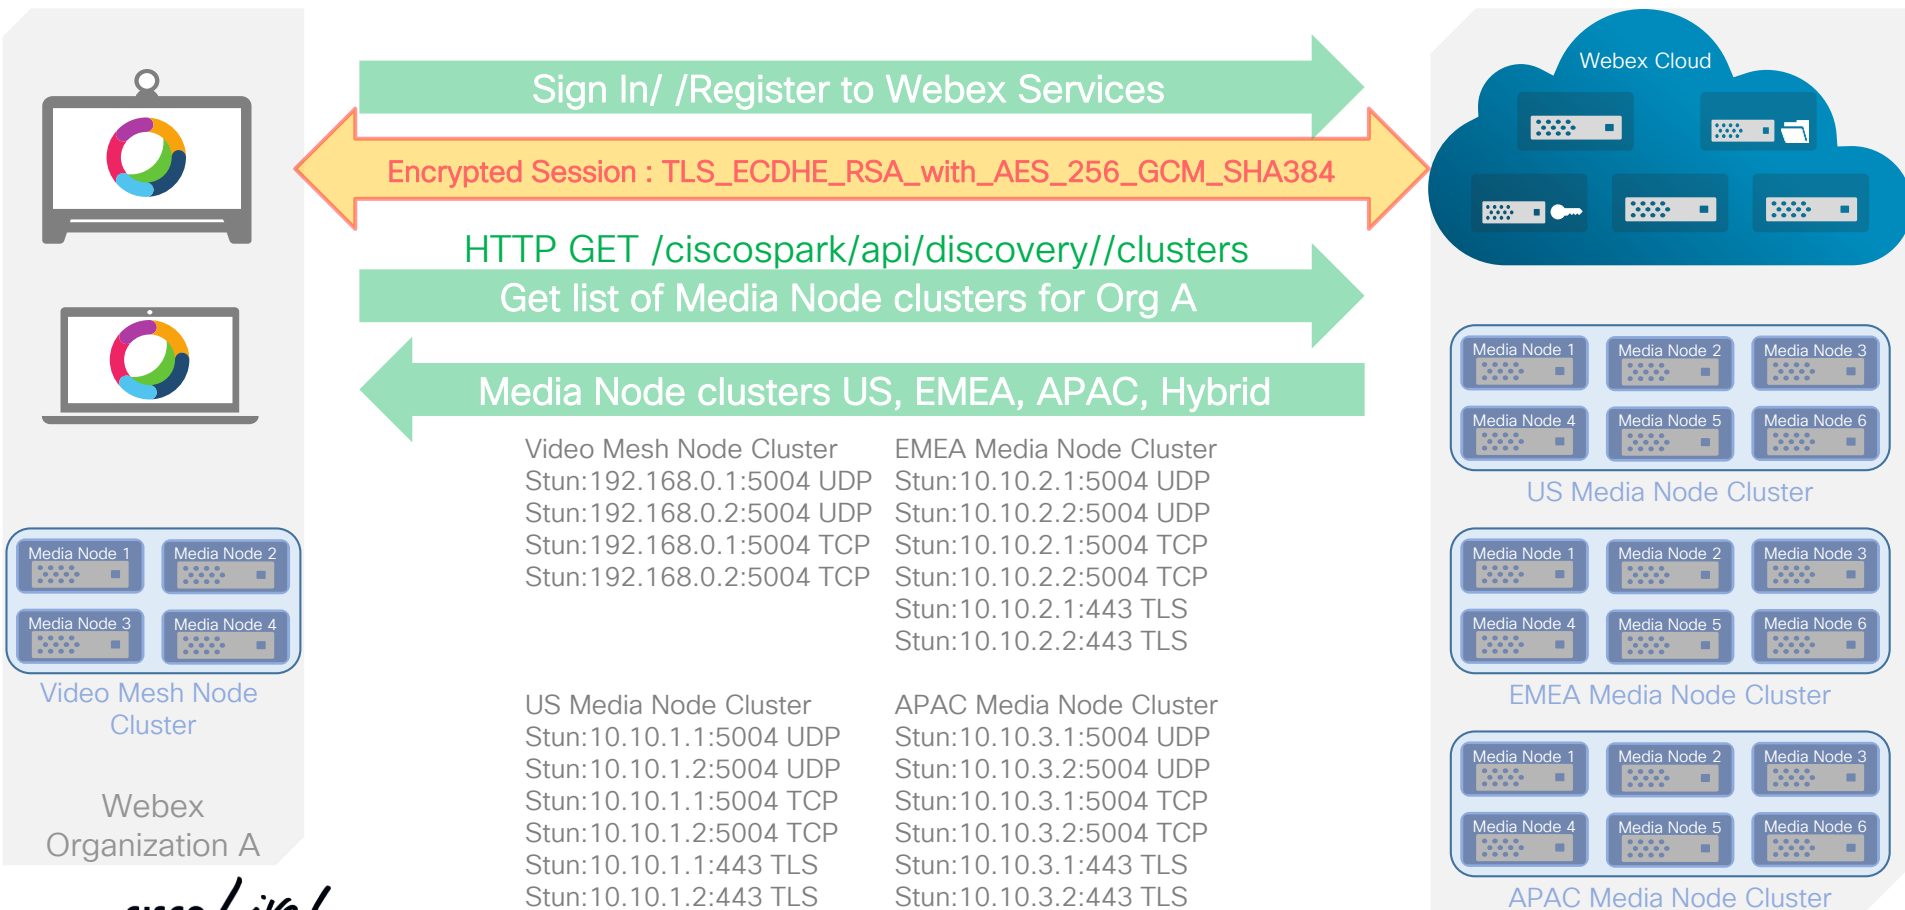 Sign In/ /Register to Webex Services
Encrypted Session : TLS_ECDHE_RSA_with_AES_256_GCM_SHA384
HTTP GET /ciscospark/api/discovery//clusters
Get list of Media Node clusters for Org A
Media Node clusters US, EMEA, APAC, Hybrid
Video Mesh Node Cluster
Stun:192.168.0.1:5004 UDP
Stun:192.168.0.2:5004 UDP
Stun:192.168.0.1:5004 TCP
Stun:192.168.0.2:5004 TCP
EMEA Media Node Cluster
Stun:10.10.2.1:5004 UDP
Stun:10.10.2.2:5004 UDP
Stun:10.10.2.1:5004 TCP
Stun:10.10.2.2:5004 TCP
Stun:10.10.2.1:443 TLS
Stun:10.10.2.2:443 TLS
US Media Node Cluster
Stun:10.10.1.1:5004 UDP
Stun:10.10.1.2:5004 UDP
Stun:10.10.1.1:5004 TCP
Stun:10.10.1.2:5004 TCP
Stun:10.10.1.1:443 TLS
Stun:10.10.1.2:443 TLS
APAC Media Node Cluster
Stun:10.10.3.1:5004 UDP
Stun:10.10.3.2:5004 UDP
Stun:10.10.3.1:5004 TCP
Stun:10.10.3.2:5004 TCP
Stun:10.10.3.1:443 TLS
Stun:10.10.3.2:443 TLS
Media Node 1
Media Node 2
Media Node 3
Media Node 4
Video Mesh Node
Cluster
Webex
Organization A
cisco Live!
Webex Cloud
Media Node 1
Media Node 2
Media Node 3
Media Node 4
Media Node 5
Media Node 6
US Media Node Cluster
Media Node 1
Media Node 2
Media Node 3
Media Node 4
Media Node 5
Media Node 6
EMEA Media Node Cluster
Media Node 1
Media Node 2
Media Node 3
Media Node 4
Media Node 5
Media Node 6
APAC Media Node Cluster